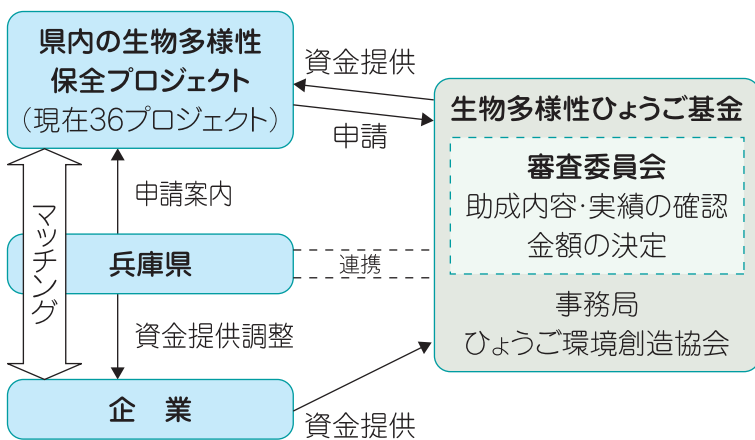 県内の生物多様性
保全プロジェクト
（現在36プロジェクト）
資金提供
申請
生物多様性ひょうご基金
審査委員会
助成内容･実績の確認
金額の決定
事務局
ひょうご環境創造協会
マッチング
申請案内
兵庫県
連携
資金提供調整
企　業
資金提供